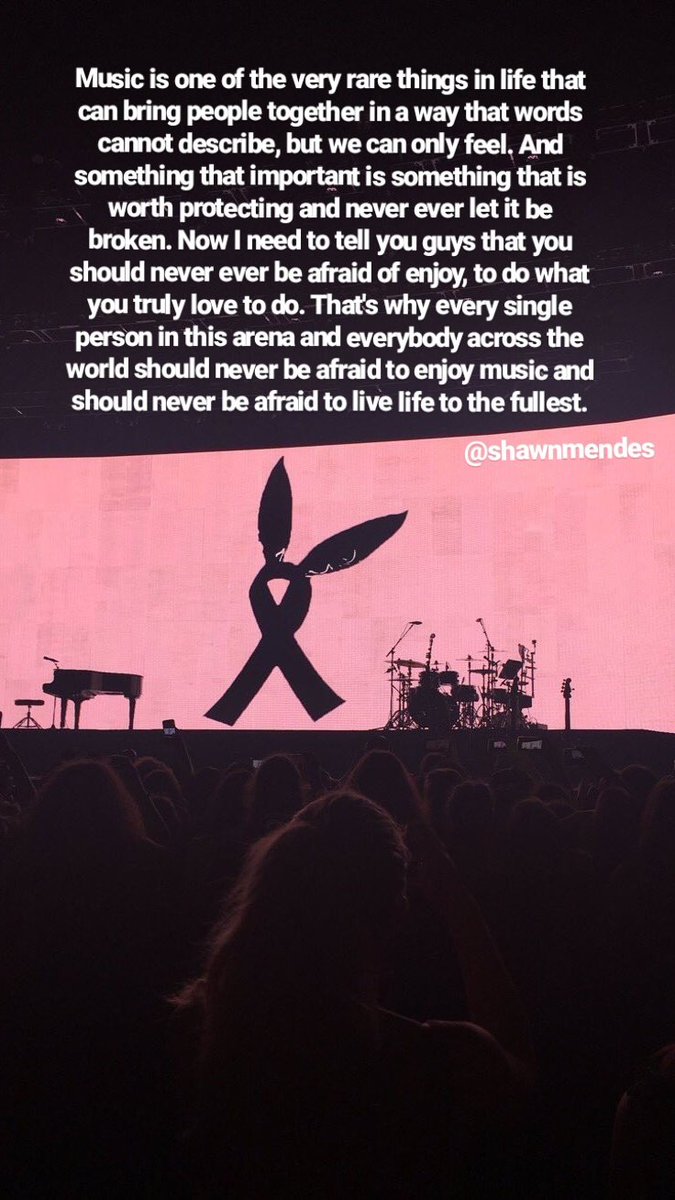 Music is one of the very rare things in life that
can bring people together in a way that words
cannot describe, but we can only feel. And
something that important is something that is
worth protecting and never ever let it be
broken. Now I need to tell you guys that you
should never ever be afraid of enjoy, to do what
you truly love to do. That's why every single
person in this arena and everybody across the
world should never be afraid to enjoy music and
should never be afraid to live life to the fullest.
@shawnmendes